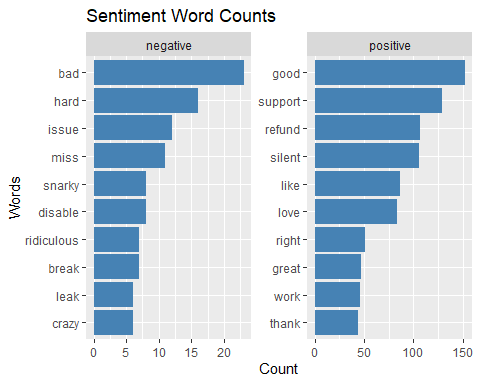 Sentiment Word Counts
negative
positive
Words
bad
hard
issue
miss
snarky
disable
ridiculous
break
leak
crazy
0 5 10 15 20
good
support
refund
silent
like
love
right
great
work
thank
0 50 100 150
Count